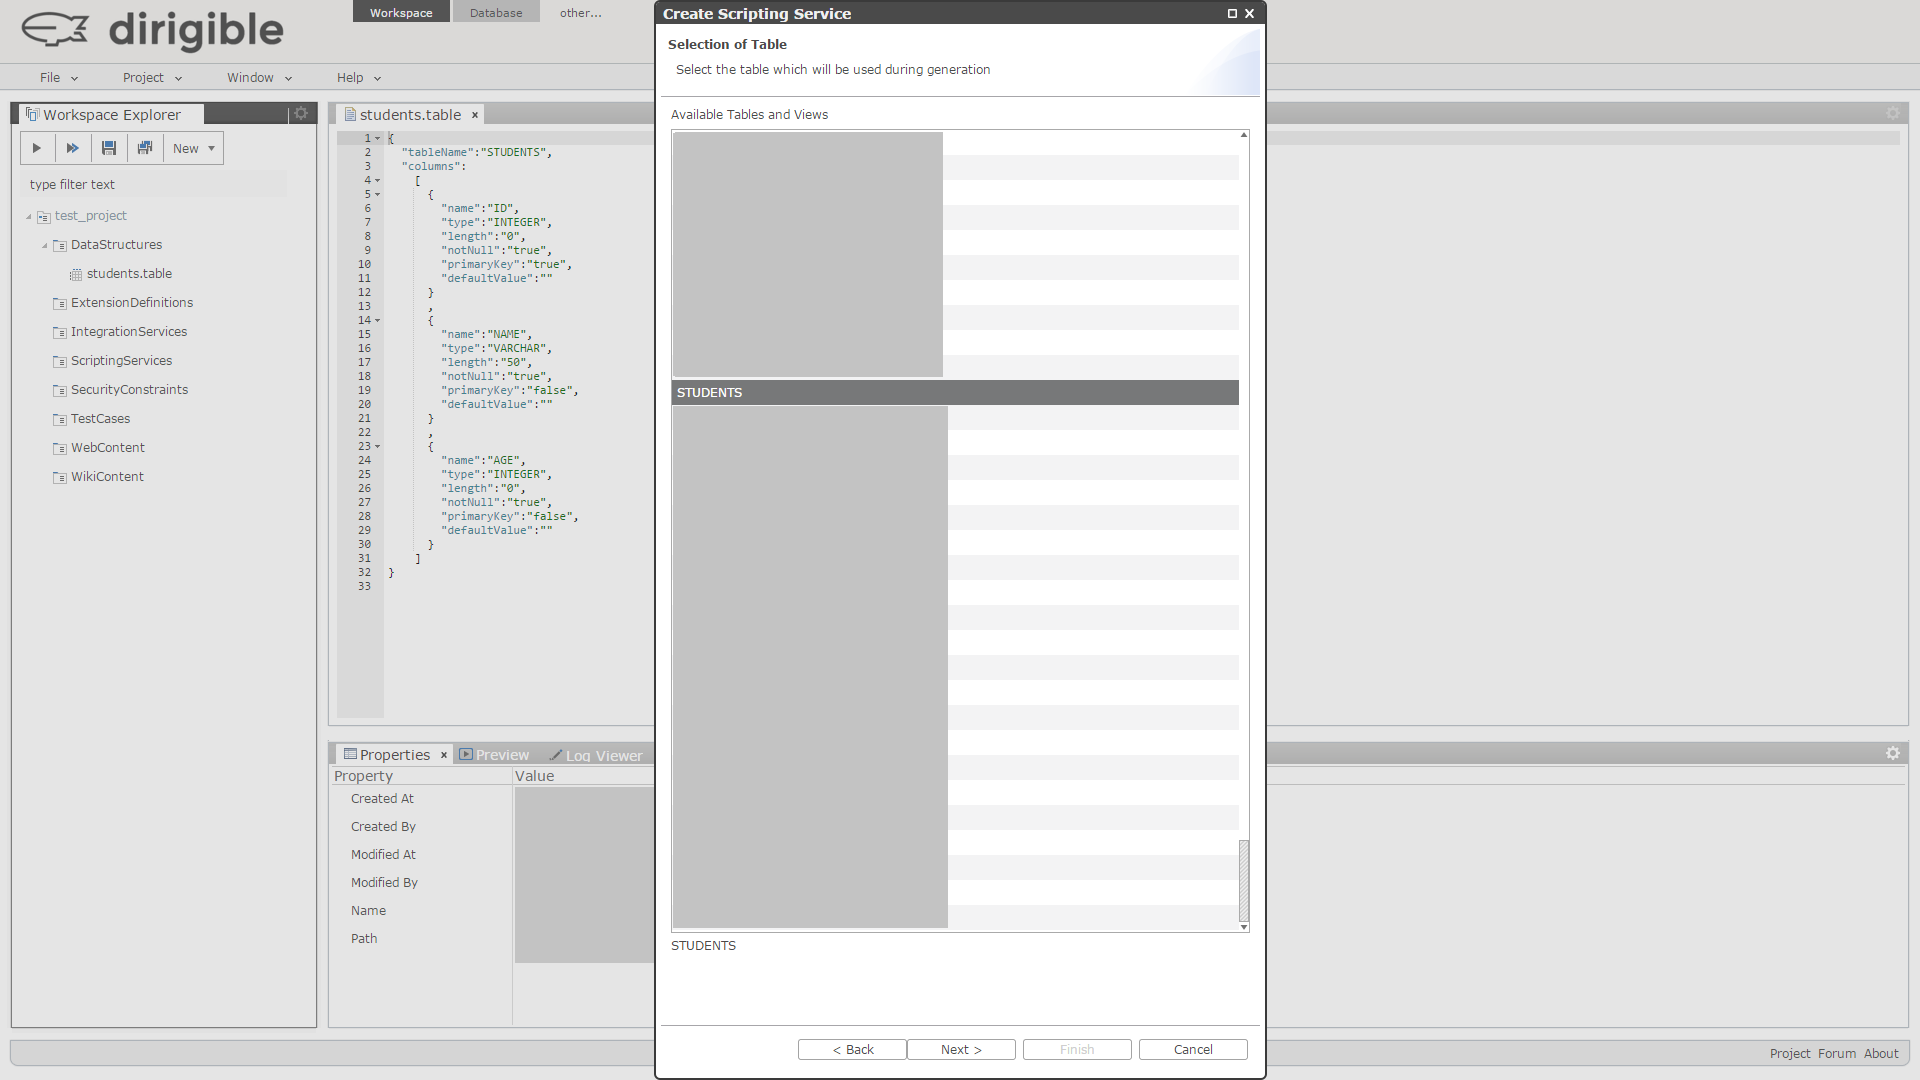 dirigible
Workspace
Database
other...
File
Project
Window
Help
Workspace Explorer
New
type filter text
test_project
DataStructures
students.table
ExtensionDefinitions
IntegrationServices
ScriptingServices
SecurityConstraints
TestCases
WebContent
WikiContent
students.table ×
1 {
2 "tableName":"STUDENTS",
3 "columns":
4 [
5 {
6 "name":"ID",
7 "type":"INTEGER",
8 "length":"0",
9 "notNull":"true",
10 "primaryKey":"true",
11 "defaultValue":""
12 }
13 ,
14 {
15 "name":"NAME",
16 "type":"VARCHAR",
17 "length":"50",
18 "notNull":"true",
19 "primaryKey":"false",
20 "defaultValue":""
21 }
22 ,
23 {
24 "name":"AGE",
25 "type":"INTEGER",
26 "length":"0",
27 "notNull":"true",
28 "primaryKey":"false",
29 "defaultValue":""
30 }
31 ]
32 }
33
Properties ×
Preview
Log Viewer
Property
Value
Created At
Created By
Modified At
Modified By
Name
Path
Create Scripting Service
Selection of Table
Select the table which will be used during generation
Available Tables and Views
STUDENTS
STUDENTS
< Back
Next >
Finish
Cancel
Project Forum About